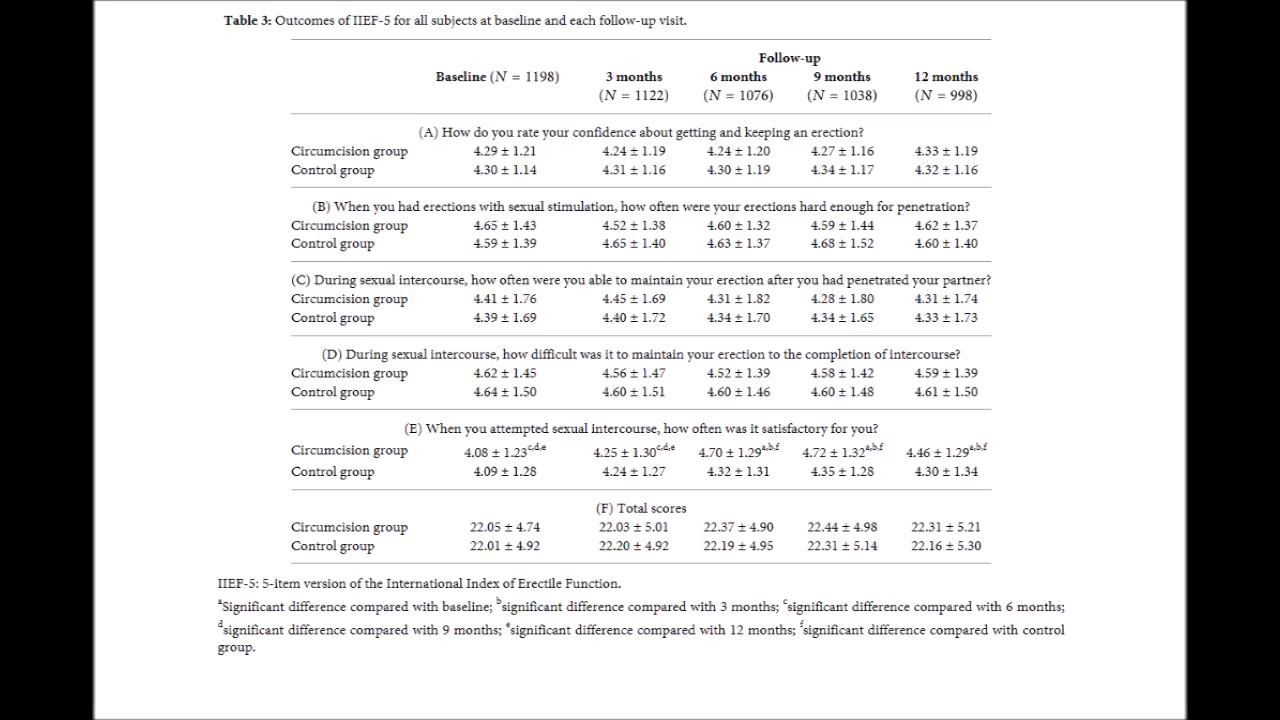 Table 3: Outcomes of IIEF-5 for all subjects at baseline and each follow-up visit.
Follow-up
Baseline (N = 1198) 3 months 6 months 9 months 12 months
(N = 1122) (N = 1076) (N = 1038) (N = 998)
(A) How do you rate your confidence about getting and keeping an erection?
Circumcision group 4.29 ± 1.21 4.24 ± 1.19 4.24 ± 1.20 4.27 ± 1.16 4.33 ± 1.19
Control group 4.30 ± 1.14 4.31 ± 1.16 4.30 ± 1.19 4.34 ± 1.17 4.32 ± 1.16
(B) When you had erections with sexual stimulation, how often were your erections hard enough for penetration?
Circumcision group 4.65 ± 1.43 4.52 ± 1.38 4.60 ± 1.32 4.59 ± 1.44 4.62 ± 1.37
Control group 4.59 ± 1.39 4.65 ± 1.40 4.63 ± 1.37 4.68 ± 1.52 4.60 ± 1.40
(C) During sexual intercourse, how often were you able to maintain your erection after you had penetrated your partner?
Circumcision group 4.41 ± 1.76 4.45 ± 1.69 4.31 ± 1.82 4.28 ± 1.80 4.31 ± 1.74
Control group 4.39 ± 1.69 4.40 ± 1.72 4.34 ± 1.70 4.34 ± 1.65 4.33 ± 1.73
(D) During sexual intercourse, how difficult was it to maintain your erection to the completion of intercourse?
Circumcision group 4.62 ± 1.45 4.56 ± 1.47 4.52 ± 1.39 4.58 ± 1.42 4.59 ± 1.39
Control group 4.64 ± 1.50 4.60 ± 1.51 4.60 ± 1.46 4.60 ± 1.48 4.61 ± 1.50
(E) When you attempted sexual intercourse, how often was it satisfactory for you?
Circumcision group 4.08 ± 1.23c,d,e 4.25 ± 1.30c,d,e 4.70 ± 1.29a,b,f 4.72 ± 1.32a,b,f 4.46 ± 1.29a,b,f
Control group 4.09 ± 1.28 4.24 ± 1.27 4.32 ± 1.31 4.35 ± 1.28 4.30 ± 1.34
(F) Total scores
Circumcision group 22.05 ± 4.74 22.03 ± 5.01 22.37 ± 4.90 22.44 ± 4.98 22.31 ± 5.21
Control group 22.01 ± 4.92 22.20 ± 4.92 22.19 ± 4.95 22.31 ± 5.14 22.16 ± 5.30
IIEF-5: 5-item version of the International Index of Erectile Function.
aSignificant difference compared with baseline; bsignificant difference compared with 3 months; csignificant difference compared with 6 months;
dsignificant difference compared with 9 months; esignificant difference compared with 12 months; fsignificant difference compared with control
group.